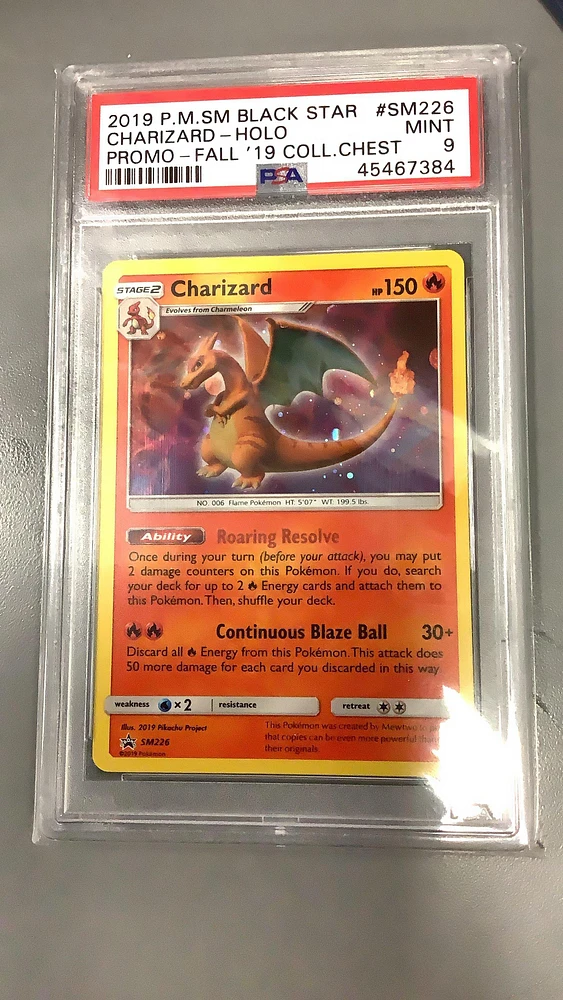 2019 P.M.SM BLACK STAR #SM226
CHARIZARD – HOLO MINT
PROMO – FALL '19 COLL.CHEST 9
PSA 45467384
STAGE2 Charizard HP150
Evolves from Charmeleon
NO. 006 Flame Pokémon HT: 5'07" WT: 199.5 lbs.
Ability Roaring Resolve
Once during your turn (before your attack), you may put
2 damage counters on this Pokémon. If you do, search
your deck for up to 2 Energy cards and attach them to
this Pokémon. Then, shuffle your deck.
Continuous Blaze Ball 30+
Discard all Energy from this Pokémon. This attack does
50 more damage for each card you discarded in this way
weakness ×2 resistance retreat
Illus. 2019 Pikachu Project
SM226
©2019 Pokémon
This Pokémon was created by Mewtwo to
that copies can be even more powerful than
their originals.